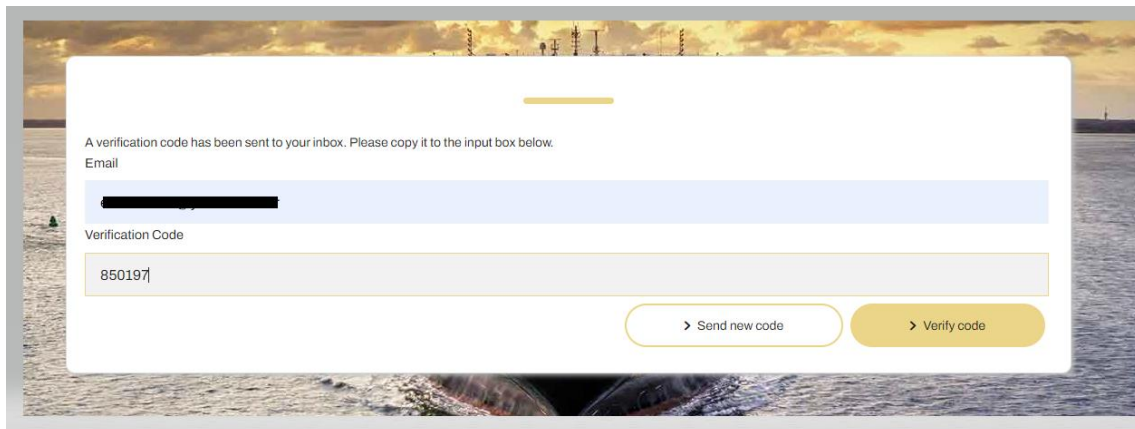 A verification code has been sent to your inbox. Please copy it to the input box below.
Email
Verification Code
850197
Send new code
Verify code